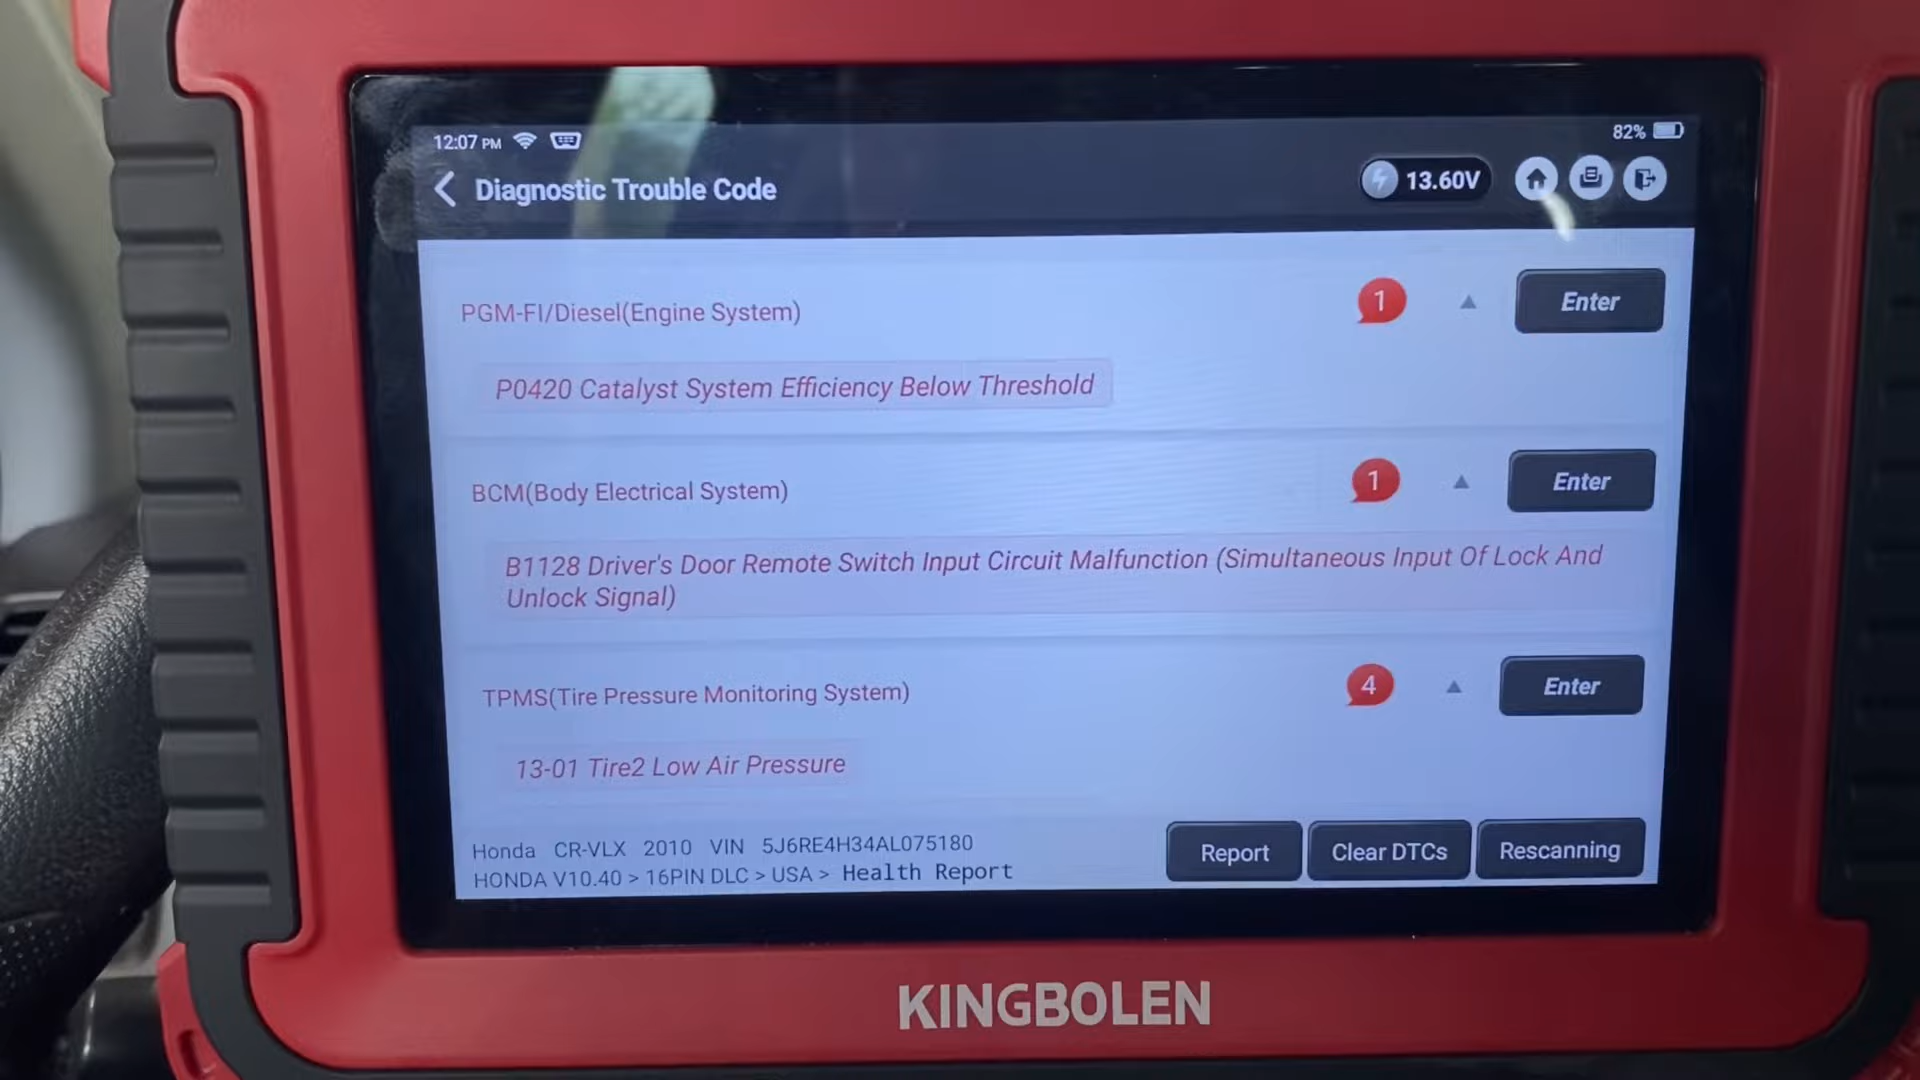 12:07 PM
82%
Diagnostic Trouble Code
13.60V
PGM-FI/Diesel(Engine System)
1
Enter
P0420 Catalyst System Efficiency Below Threshold
BCM(Body Electrical System)
1
Enter
B1128 Driver's Door Remote Switch Input Circuit Malfunction (Simultaneous Input Of Lock And
Unlock Signal)
TPMS(Tire Pressure Monitoring System)
4
Enter
13-01 Tire2 Low Air Pressure
Honda CR-VLX 2010 VIN 5J6RE4H34AL075180
HONDA V10.40 > 16PIN DLC > USA > Health Report
Report
Clear DTCs
Rescanning
KINGBOLEN